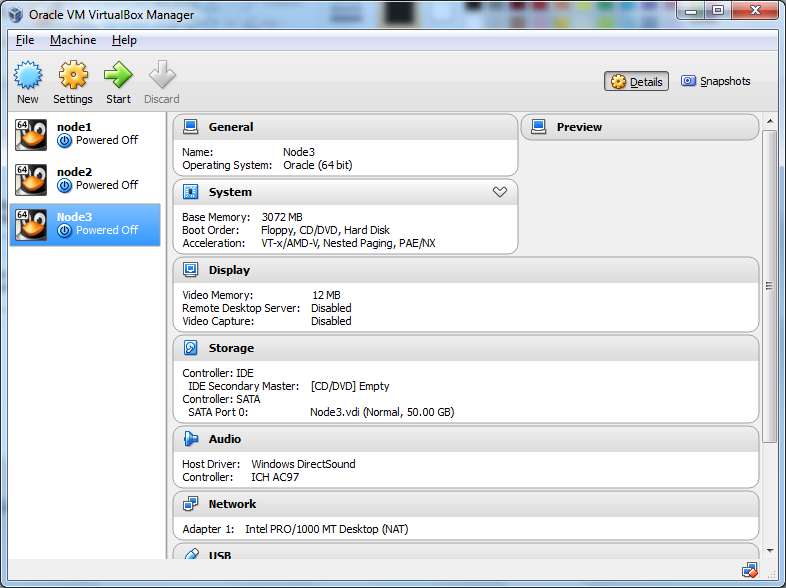 Oracle VM VirtualBox Manager
File Machine Help
New Settings Start Discard
Details Snapshots
64 node1
Powered Off
64 node2
Powered Off
64 Node3
Powered Off
General
Name: Node3
Operating System: Oracle (64 bit)
Preview
System
Base Memory: 3072 MB
Boot Order: Floppy, CD/DVD, Hard Disk
Acceleration: VT-x/AMD-V, Nested Paging, PAE/NX
Display
Video Memory: 12 MB
Remote Desktop Server: Disabled
Video Capture: Disabled
Storage
Controller: IDE
IDE Secondary Master: [CD/DVD] Empty
Controller: SATA
SATA Port 0: Node3.vdi (Normal, 50.00 GB)
Audio
Host Driver: Windows DirectSound
Controller: ICH AC97
Network
Adapter 1: Intel PRO/1000 MT Desktop (NAT)
USB